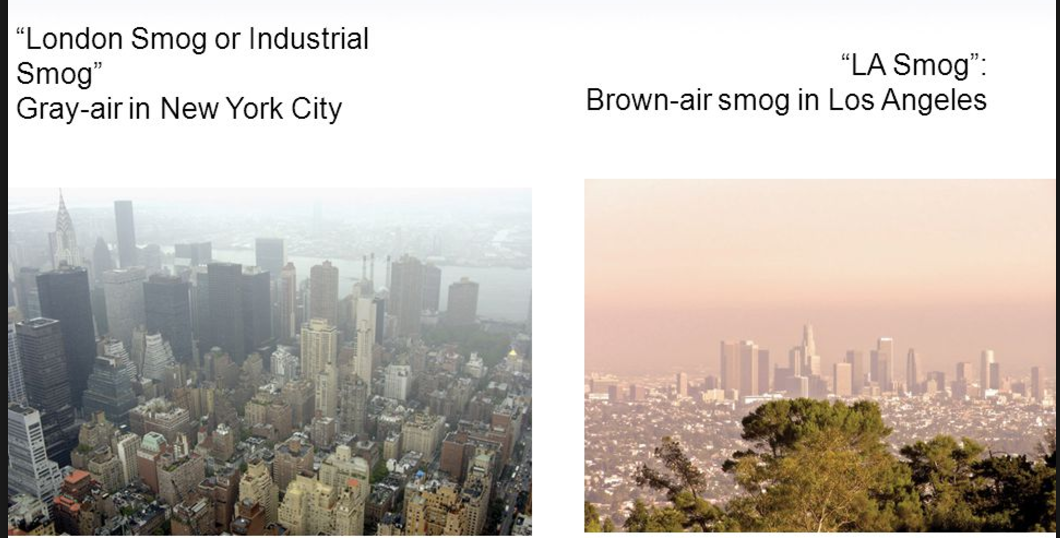 “London Smog or Industrial
Smog”
Gray-air in New York City
“LA Smog”:
Brown-air smog in Los Angeles